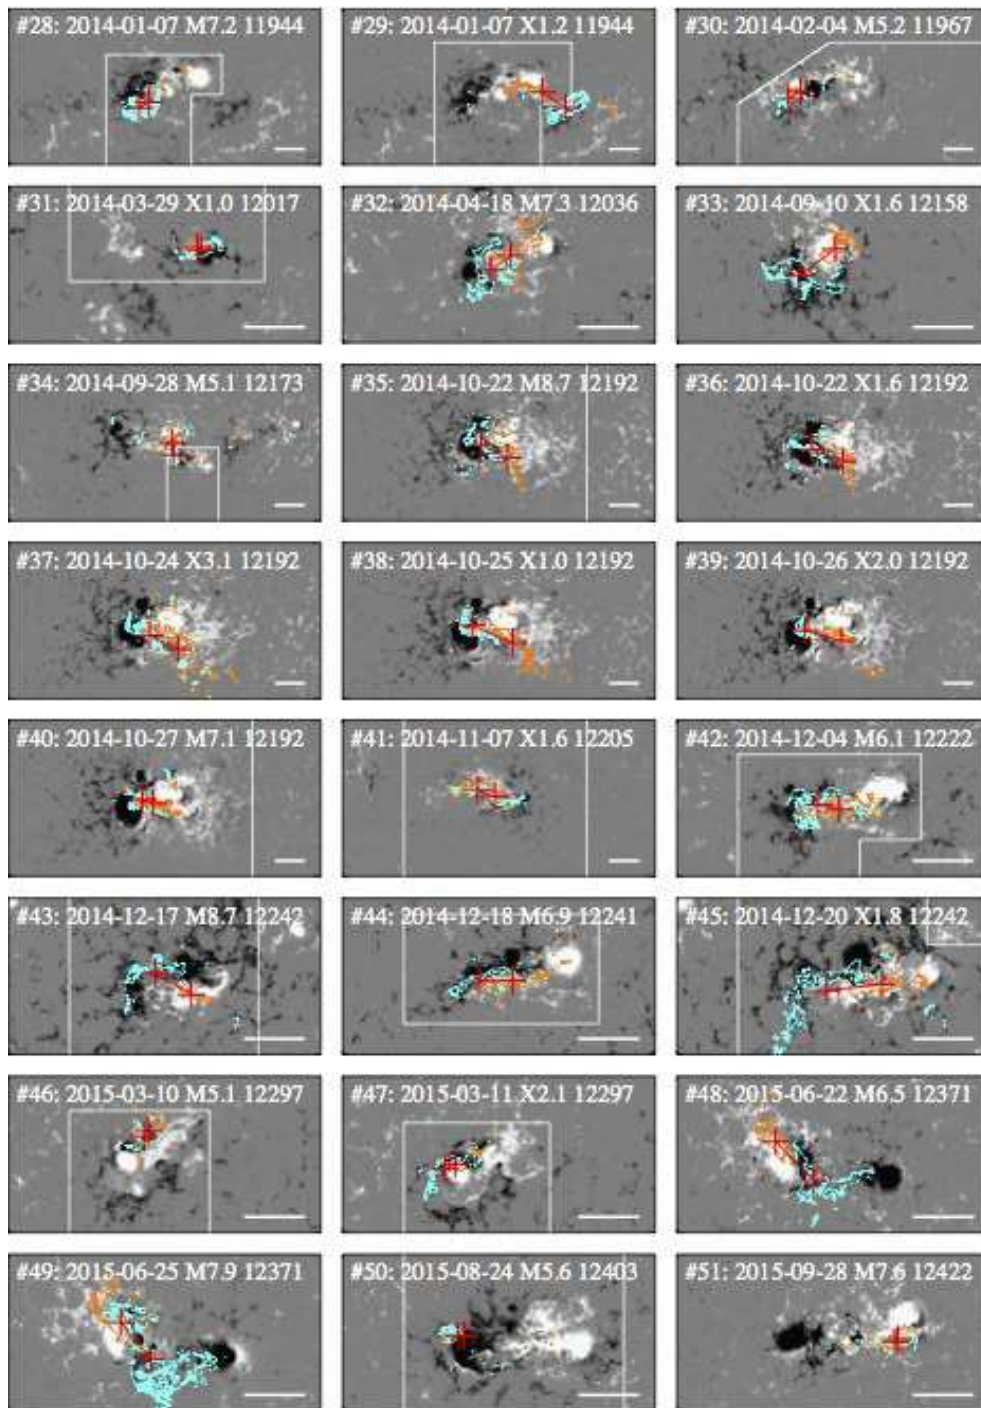 #28: 2014-01-07 M7.2 11944
#29: 2014-01-07 X1.2 11944
#30: 2014-02-04 M5.2 11967
#31: 2014-03-29 X1.0 12017
#32: 2014-04-18 M7.3 12036
#33: 2014-09-10 X1.6 12158
#34: 2014-09-28 M5.1 12173
#35: 2014-10-22 M8.7 12192
#36: 2014-10-22 X1.6 12192
#37: 2014-10-24 X3.1 12192
#38: 2014-10-25 X1.0 12192
#39: 2014-10-26 X2.0 12192
#40: 2014-10-27 M7.1 12192
#41: 2014-11-07 X1.6 12205
#42: 2014-12-04 M6.1 12222
#43: 2014-12-17 M8.7 12242
#44: 2014-12-18 M6.9 12241
#45: 2014-12-20 X1.8 12242
#46: 2015-03-10 M5.1 12297
#47: 2015-03-11 X2.1 12297
#48: 2015-06-22 M6.5 12371
#49: 2015-06-25 M7.9 12371
#50: 2015-08-24 M5.6 12403
#51: 2015-09-28 M7.6 12422